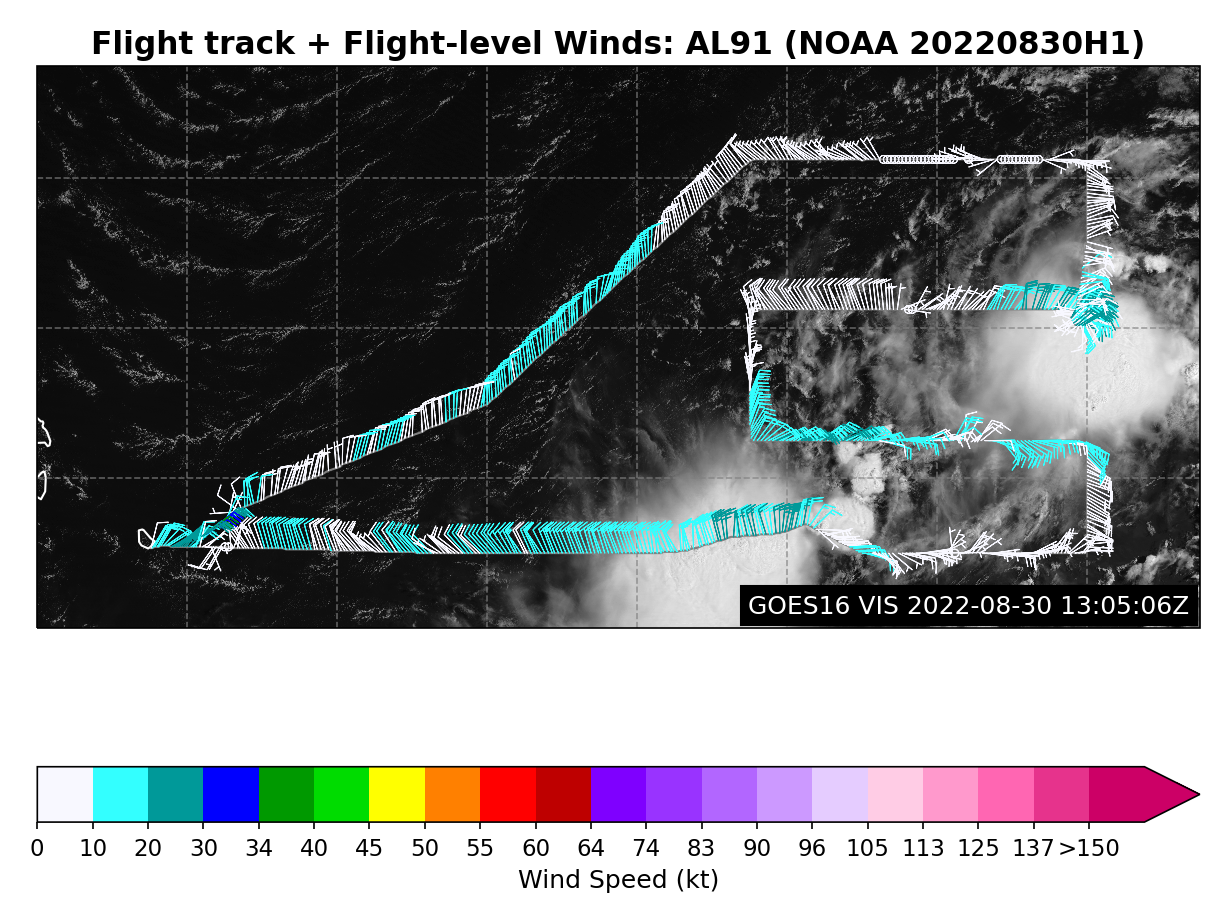 Flight track + Flight-level Winds: AL91 (NOAA 20220830H1)
GOES16 VIS 2022-08-30 13:05:06Z
0 10 20 30 34 40 45 50 55 60 64 74 83 90 96 105 113 125 137 >150
Wind Speed (kt)